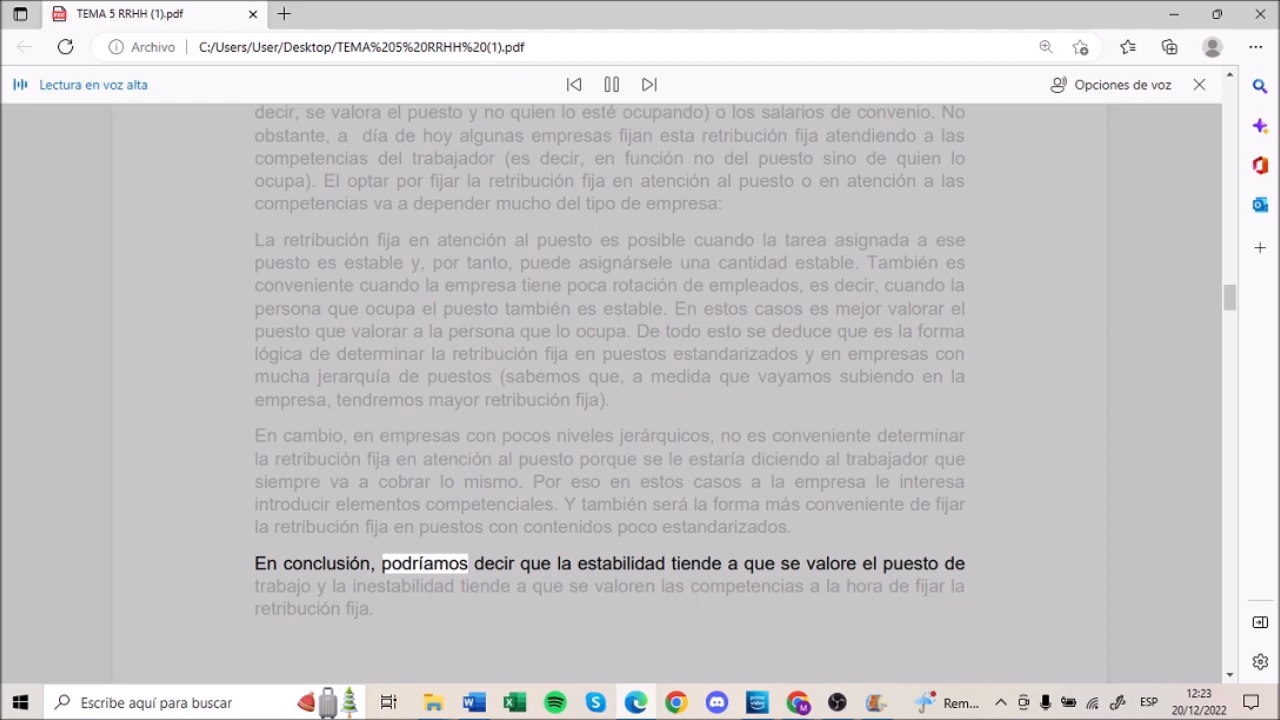 TEMA 5 RRHH (1).pdf
Archivo
C:/Users/User/Desktop/TEMA%205%20RRHH%20(1).pdf
Lectura en voz alta
Opciones de voz
decir, se valora el puesto y no quien lo esté ocupando) o los salarios de convenio. No
obstante, a día de hoy algunas empresas fijan esta retribución fija atendiendo a las
competencias del trabajador (es decir, en función no del puesto sino de quien lo
ocupa). El optar por fijar la retribución fija en atención al puesto o en atención a las
competencias va a depender mucho del tipo de empresa:
La retribución fija en atención al puesto es posible cuando la tarea asignada a ese
puesto es estable y, por tanto, puede asignársele una cantidad estable. También es
conveniente cuando la empresa tiene poca rotación de empleados, es decir, cuando la
persona que ocupa el puesto también es estable. En estos casos es mejor valorar el
puesto que valorar a la persona que lo ocupa. De todo esto se deduce que es la forma
lógica de determinar la retribución fija en puestos estandarizados y en empresas con
mucha jerarquía de puestos (sabemos que, a medida que vayamos subiendo en la
empresa, tendremos mayor retribución fija).
En cambio, en empresas con pocos niveles jerárquicos, no es conveniente determinar
la retribución fija en atención al puesto porque se le estaría diciendo al trabajador que
siempre va a cobrar lo mismo. Por eso en estos casos a la empresa le interesa
introducir elementos competenciales. Y también será la forma más conveniente de fijar
la retribución fija en puestos con contenidos poco estandarizados.
En conclusión, podríamos decir que la estabilidad tiende a que se valore el puesto de
trabajo y la inestabilidad tiende a que se valoren las competencias a la hora de fijar la
retribución fija.
Escribe aquí para buscar
Rem...
ESP
12:23
20/12/2022